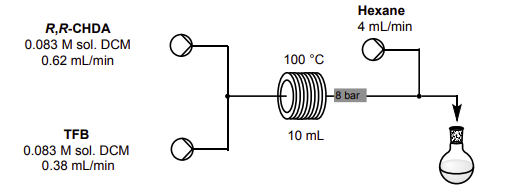 R,R-CHDA
0.083 M sol. DCM
0.62 mL/min
TFB
0.083 M sol. DCM
0.38 mL/min
100 °C
10 mL
8 bar
Hexane
4 mL/min